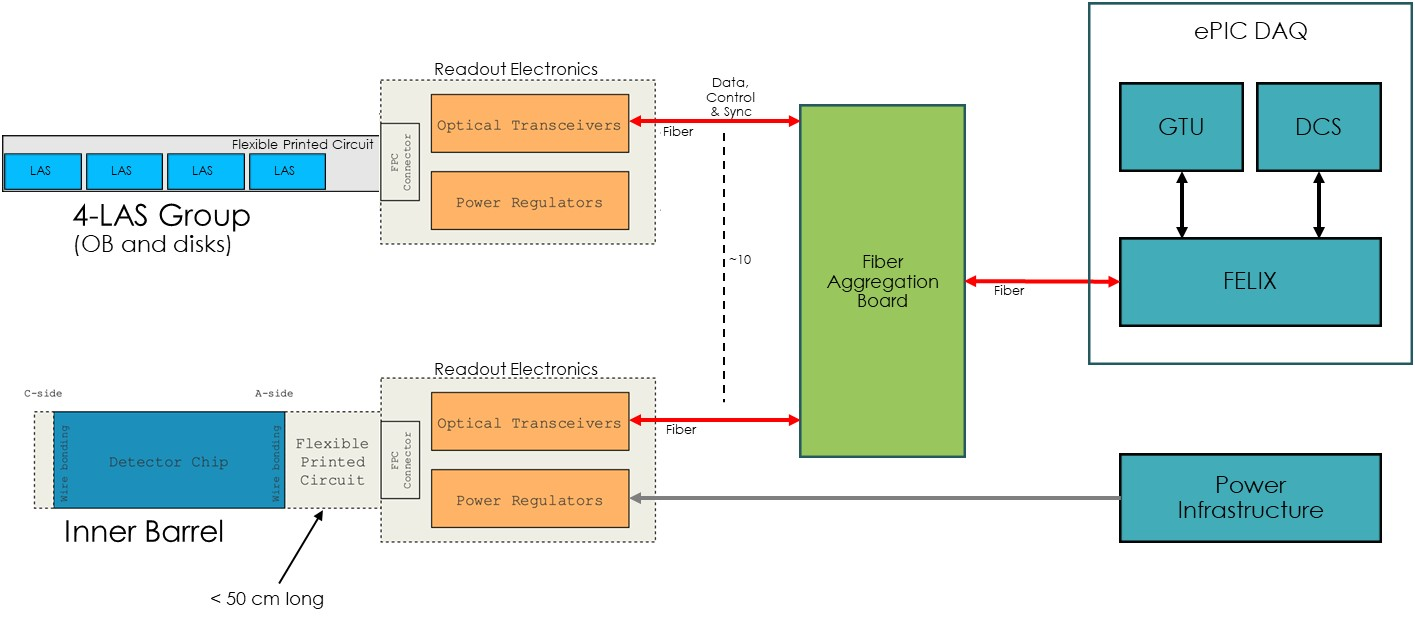 ePIC DAQ
GTU
DCS
FELIX
Readout Electronics
Optical Transceivers
Power Regulators
FPC
Connector
Flexible Printed Circuit
LAS
LAS
LAS
LAS
4-LAS Group
(OB and disks)
Data,
Control
& Sync
Fiber
~10
Fiber
Aggregation
Board
Fiber
Readout Electronics
Optical Transceivers
Power Regulators
FPC
Connector
Fiber
C-side
A-side
Wire bonding
Detector Chip
Wire bonding
Flexible
Printed
Circuit
Inner Barrel
< 50 cm long
Power
Infrastructure